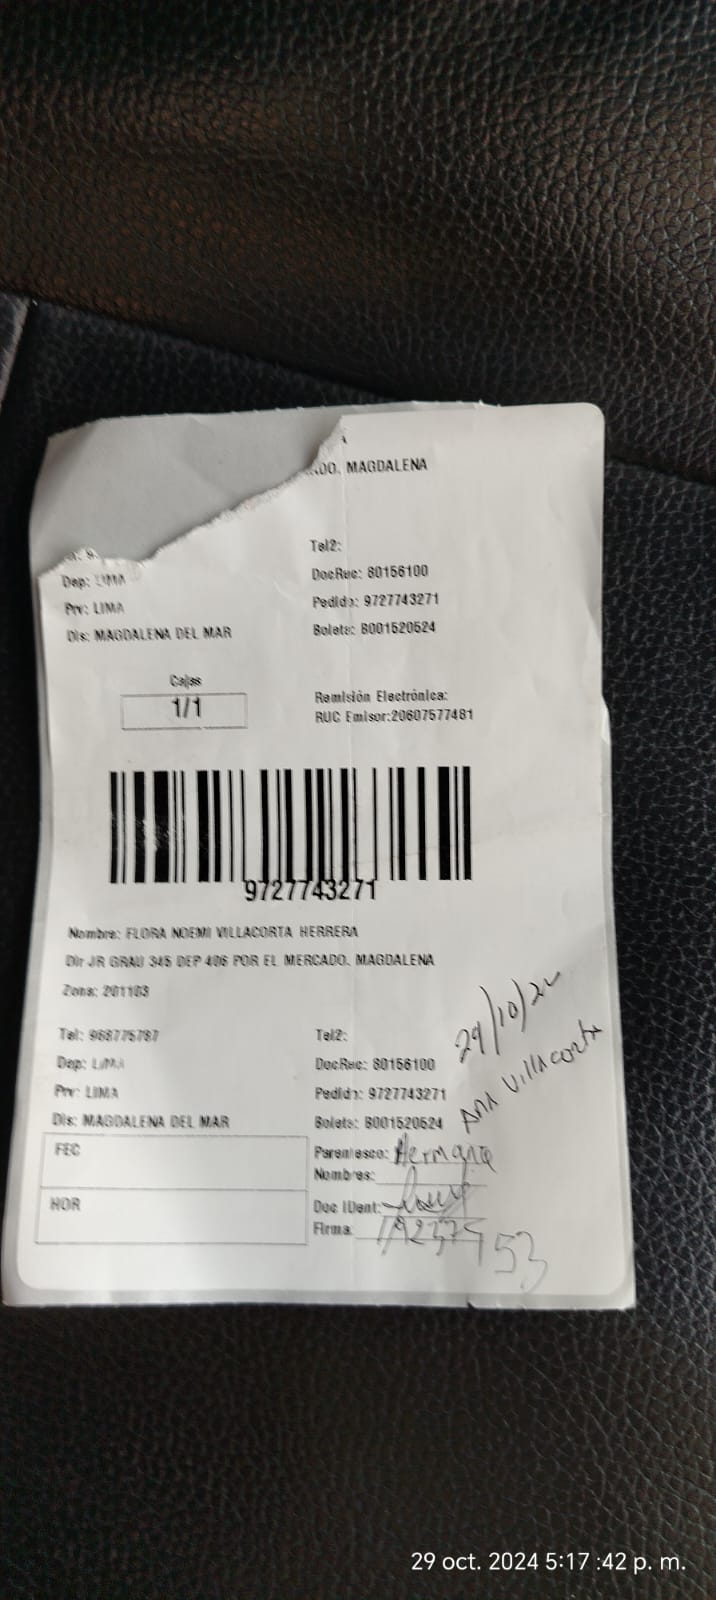 DO. MAGDALENA
Tel2:
Dep: LIMA
DocRec: 80156100
Prv: LIMA
Pedido: 9727743271
Dis: MAGDALENA DEL MAR
Boleta: B001520524
Cajas
1/1
Remisión Electrónica:
RUC Emisor:20607577481
9727743271
Nombre: FLORA NOEMI VILLACORTA HERRERA
Dir JR GRAU 345 DEP 406 POR EL MERCADO. MAGDALENA
Zona: 201103
29/10/24
Tel: 968775787
Tel2:
Ana Villacorta
Dep: LIMA
DocRec: 80156100
Prv: LIMA
Pedido: 9727743271
Dis: MAGDALENA DEL MAR
Boleta: B001520524
FEC
Parentesco: Hermana
Nombres:
HOR
Doc IDent:
Firma:
29 oct. 2024 5:17 :42 p. m.